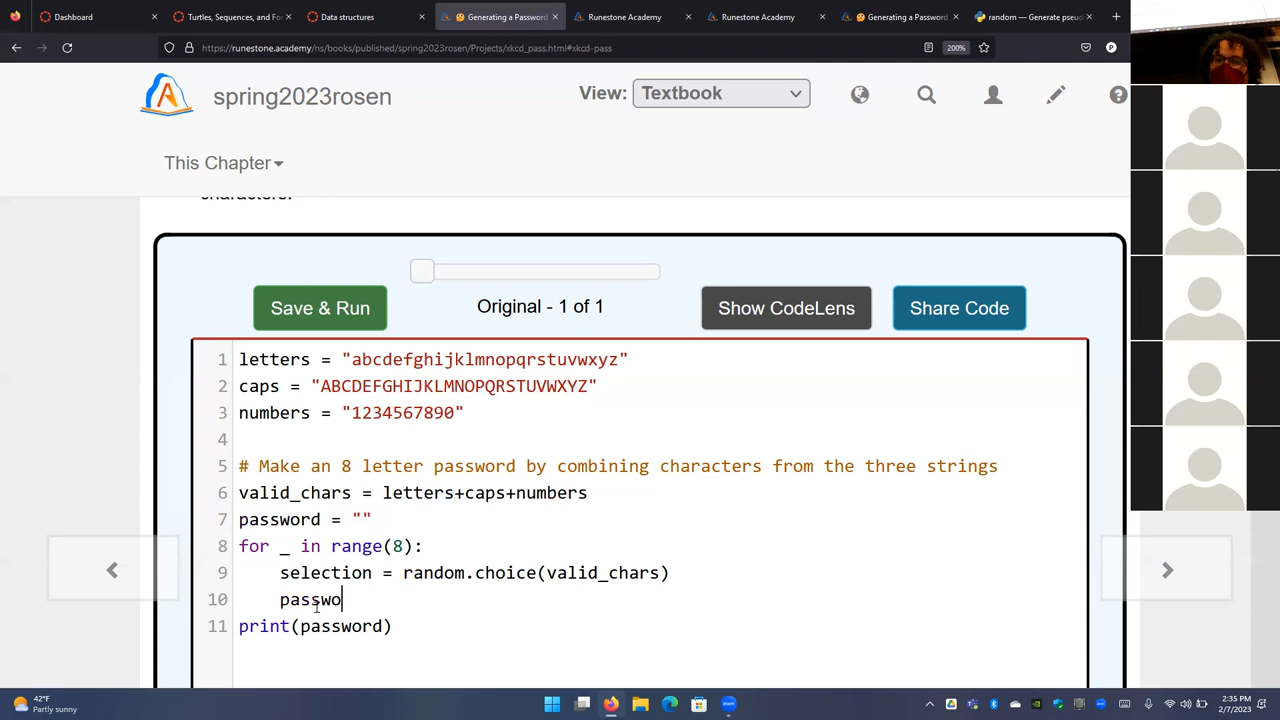 Dashboard
Turtles, Sequences, and Fo
Data structures
Generating a Password
Runestone Academy
Runestone Academy
Generating a Password
random — Generate pseud
https://runestone.academy/ns/books/published/spring2023rosen/Projects/xkcd_pass.html#xkcd-pass
200%
spring2023rosen
View:
Textbook
This Chapter
characters.
Save & Run
Original - 1 of 1
Show CodeLens
Share Code
1 letters = "abcdefghijklmnopqrstuvwxyz"
2 caps = "ABCDEFGHIJKLMNOPQRSTUVWXYZ"
3 numbers = "1234567890"
4
5 # Make an 8 letter password by combining characters from the three strings
6 valid_chars = letters+caps+numbers
7 password = ""
8 for _ in range(8):
9 selection = random.choice(valid_chars)
10 passwo
11 print(password)
42°F
Partly sunny
2:35 PM
2/7/2023